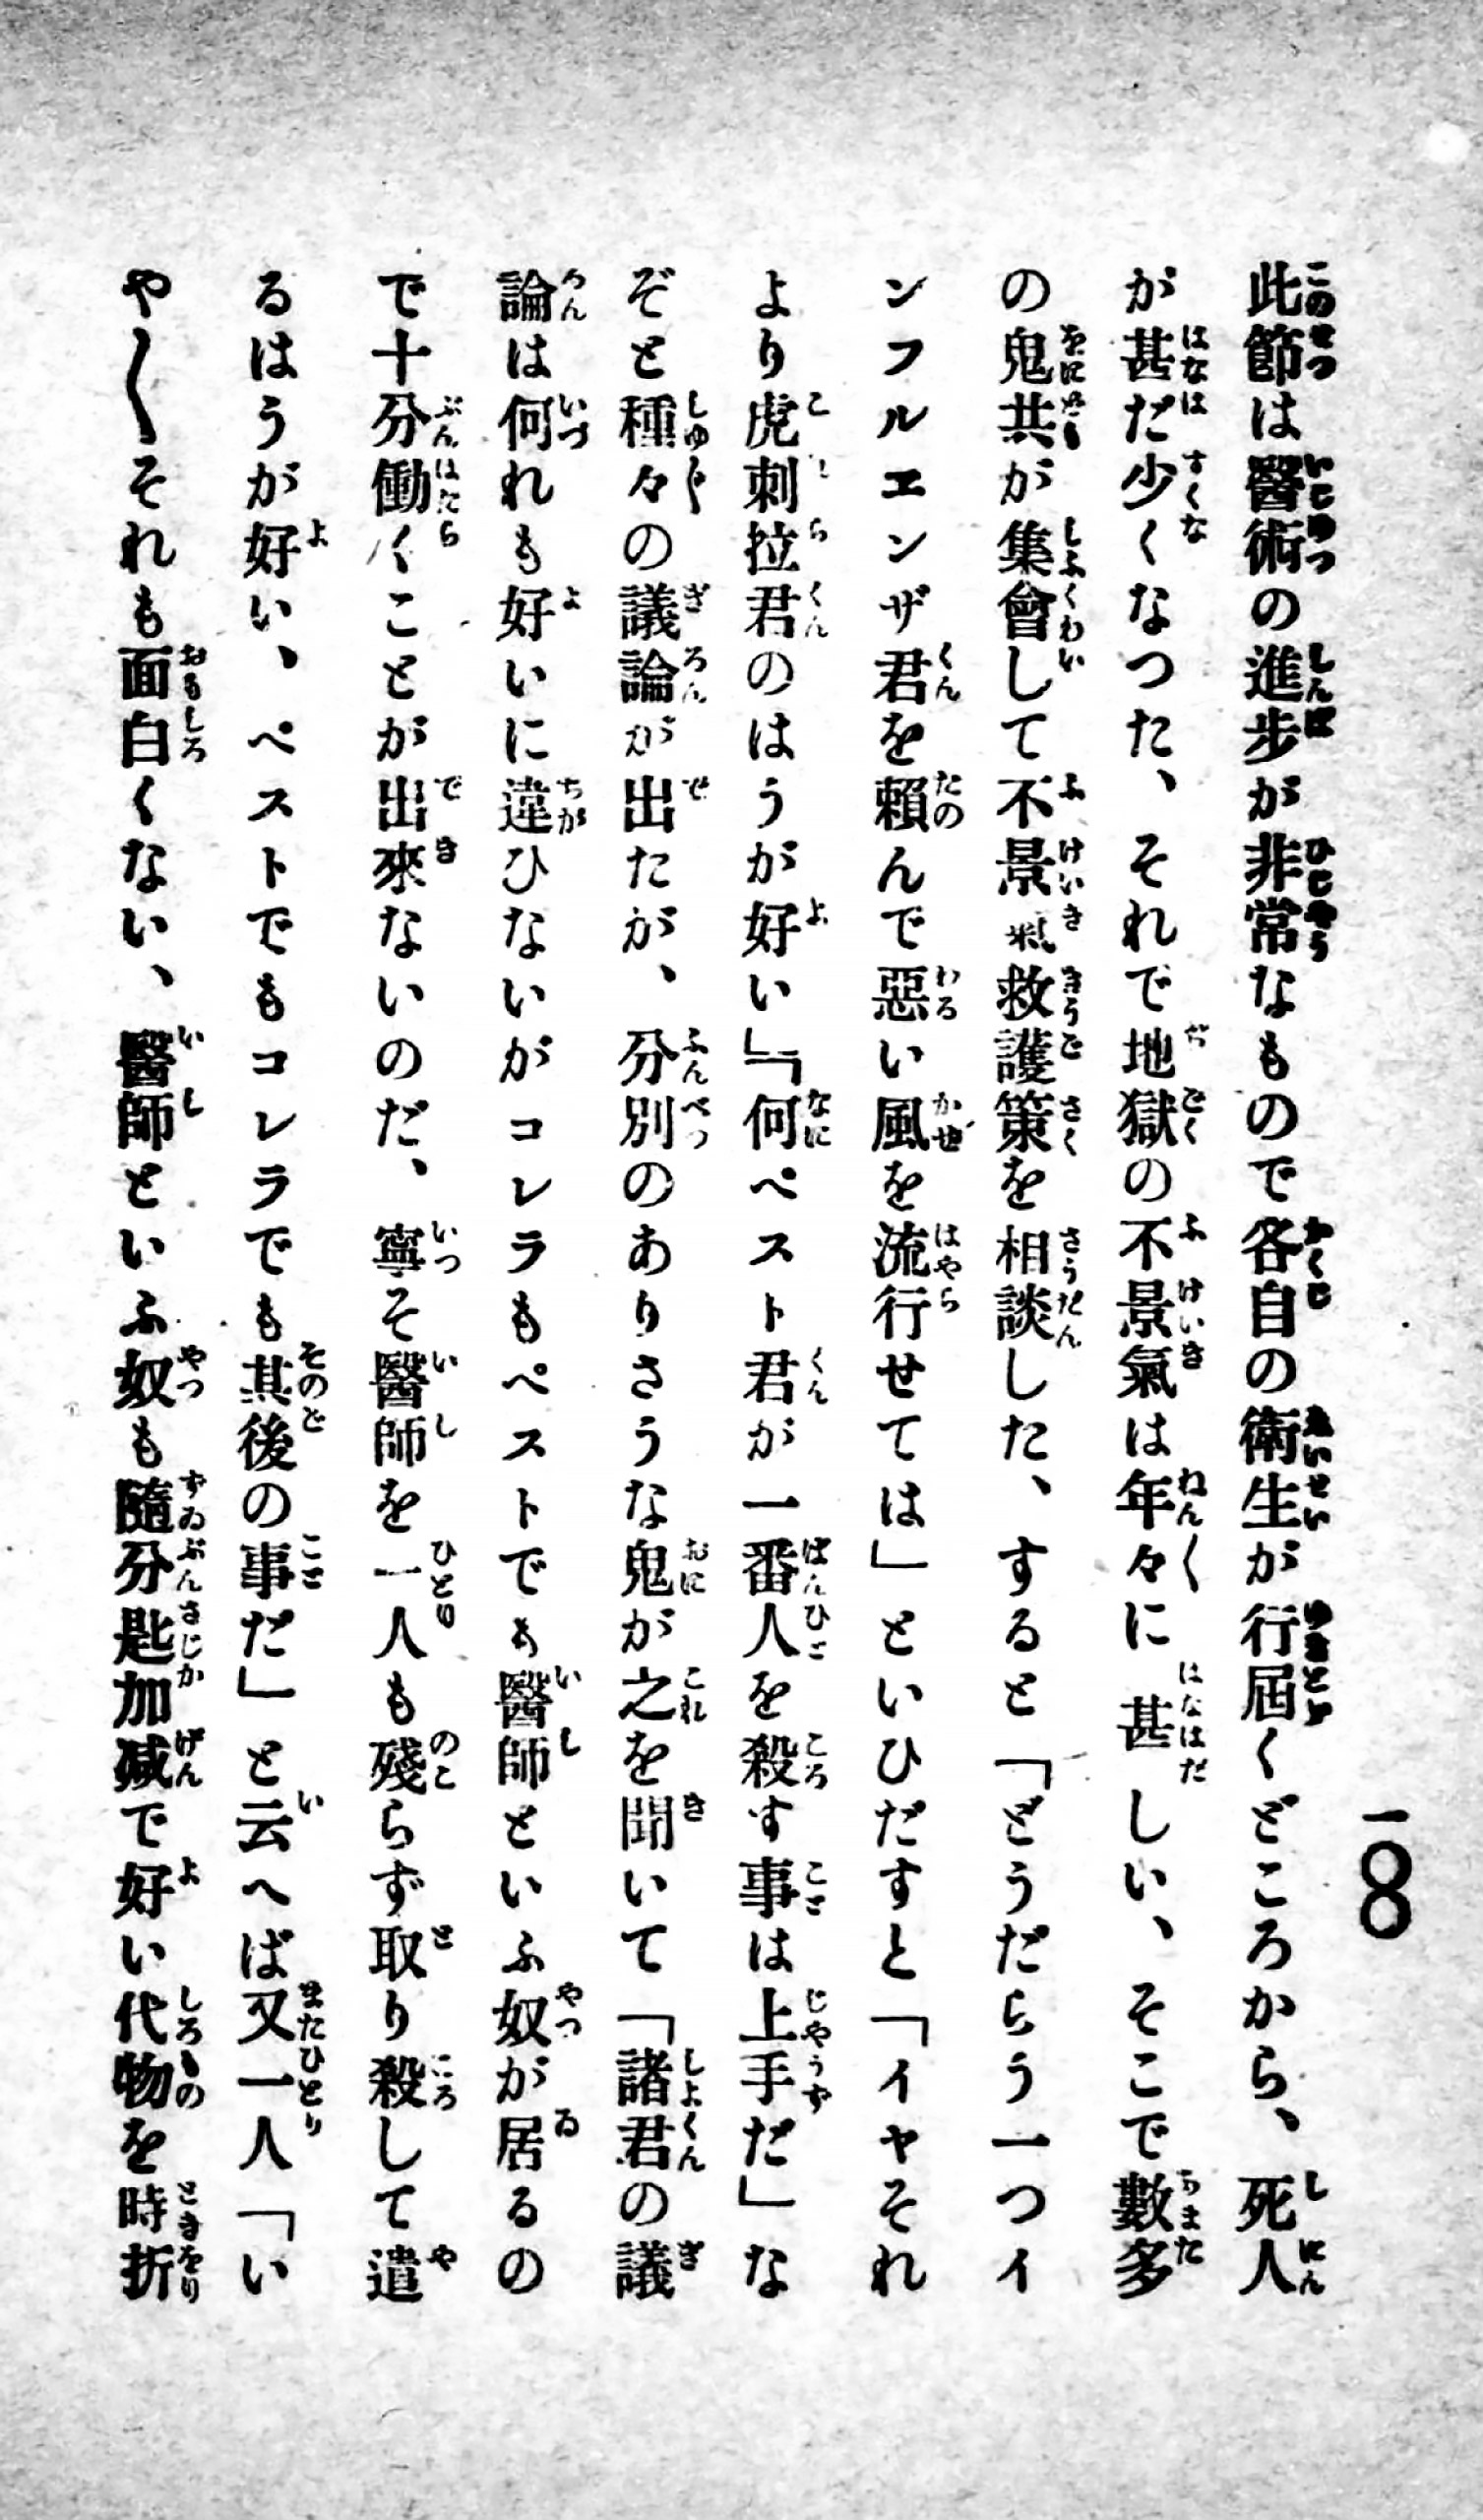 一〇八
此節は醫術の進步が非常なもので各自の衛生が行屆くどころから、死人
が甚だ少くなつた、それで地獄の不景氣は年々に甚しい、そこで數多
の鬼共が集會して不景氣救護策を相談した、すると「どうだらう一つイ
ンフルエンザ君を賴んで惡い風を流行せては」といひだすと「イヤそれ
より虎刺拉君のはうが好い」「何ペスト君が一番人を殺す事は上手だ」な
ぞと種々の議論が出たが、分別のありさうな鬼が之を聞いて「諸君の議
論は何れも好いに違ひないがコレラもペストでも醫師といふ奴が居るの
で十分働くことが出來ないのだ、寧そ醫師を一人も殘らず取り殺して遣
るはうが好い、ペストでもコレラでも其後の事だ」と云へば又一人「い
や〳〵それも面白くない、醫師といふ奴も隨分匙加減で好い代物を時折